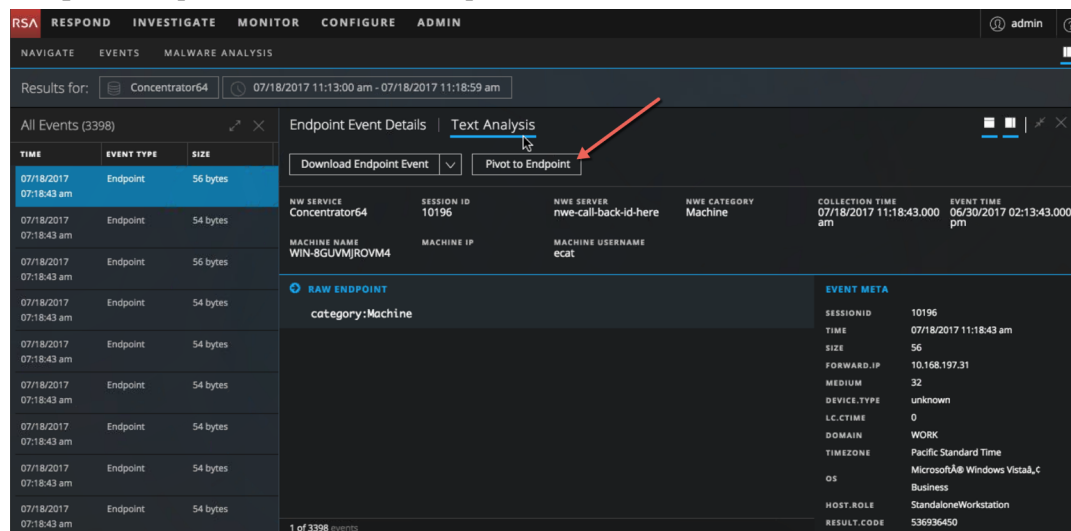 RSA RESPOND INVESTIGATE MONITOR CONFIGURE ADMIN admin
NAVIGATE EVENTS MALWARE ANALYSIS
Results for: Concentrator64 07/18/2017 11:13:00 am - 07/18/2017 11:18:59 am
All Events (3398)
TIME EVENT TYPE SIZE
07/18/2017 07:18:43 am Endpoint 56 bytes
07/18/2017 07:18:43 am Endpoint 54 bytes
07/18/2017 07:18:43 am Endpoint 56 bytes
07/18/2017 07:18:43 am Endpoint 54 bytes
07/18/2017 07:18:43 am Endpoint 54 bytes
07/18/2017 07:18:43 am Endpoint 54 bytes
07/18/2017 07:18:43 am Endpoint 54 bytes
07/18/2017 07:18:43 am Endpoint 54 bytes
07/18/2017 07:18:43 am Endpoint 54 bytes
Endpoint Event Details | Text Analysis
Download Endpoint Event Pivot to Endpoint
NW SERVICE SESSION ID NWE SERVER NWE CATEGORY COLLECTION TIME EVENT TIME
Concentrator64 10196 nwe-call-back-id-here Machine 07/18/2017 11:18:43.000 am 06/30/2017 02:13:43.000 pm
MACHINE NAME MACHINE IP MACHINE USERNAME
WIN-8GUVMJROVM4 ecat
RAW ENDPOINT
category:Machine
1 of 3398 events
EVENT META
SESSIONID 10196
TIME 07/18/2017 11:18:43 am
SIZE 56
FORWARD.IP 10.168.197.31
MEDIUM 32
DEVICE.TYPE unknown
LC.CTIME 0
DOMAIN WORK
TIMEZONE Pacific Standard Time
OS MicrosoftÂ® Windows Vistaâ„¢ Business
HOST.ROLE StandaloneWorkstation
RESULT.CODE 536936450